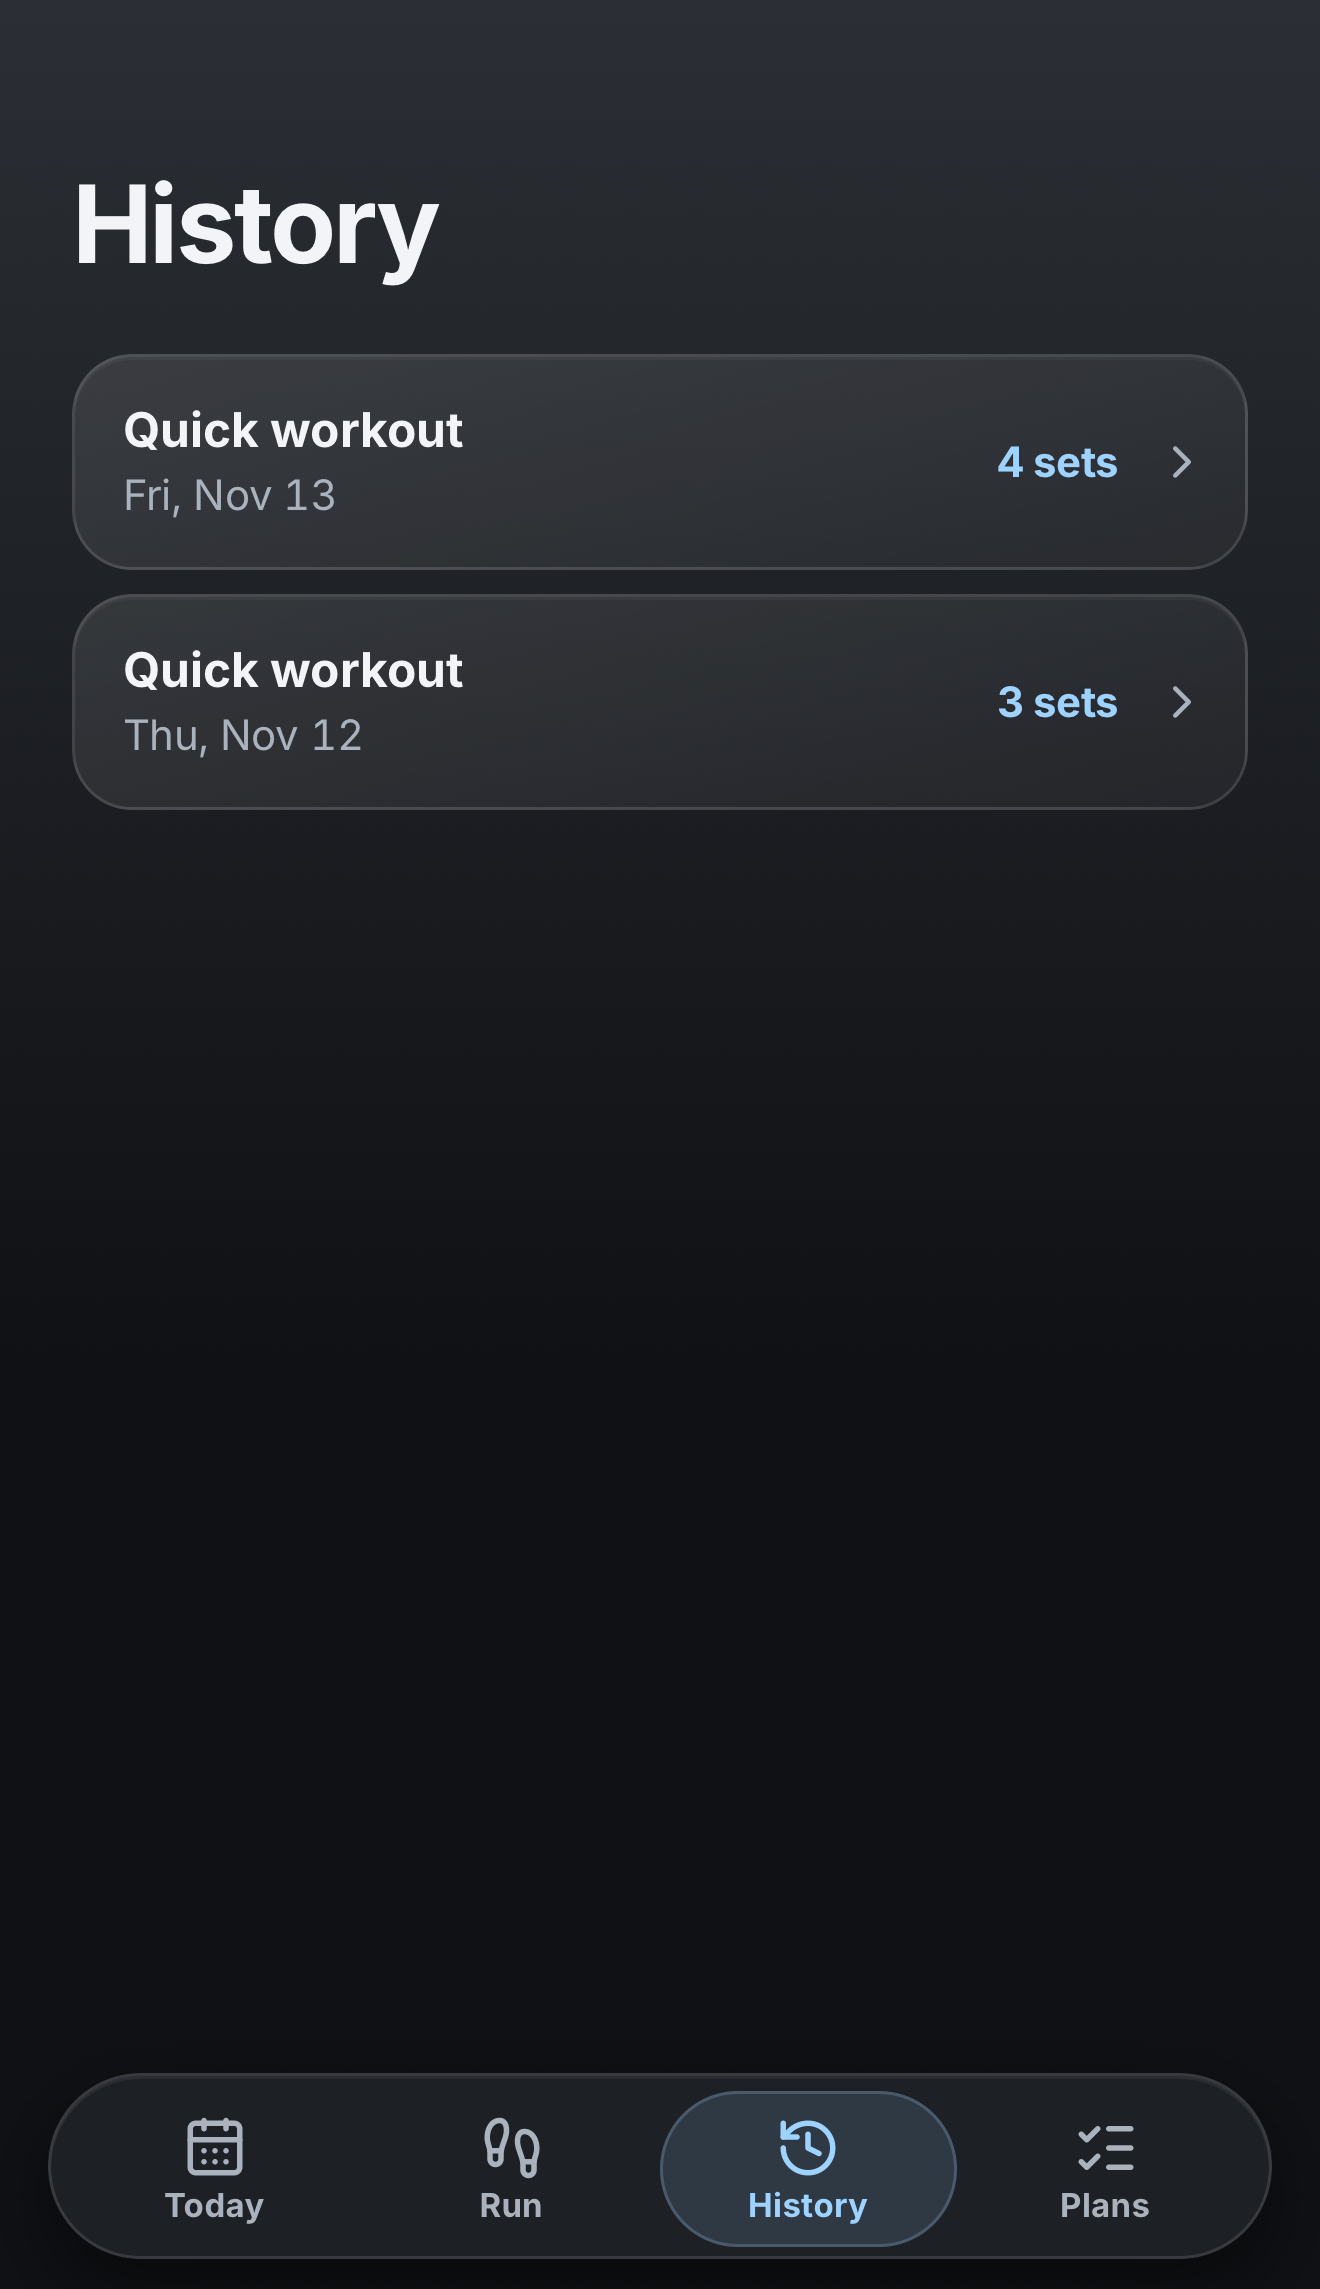 History
Quick workout
Fri, Nov 13
4 sets
Quick workout
Thu, Nov 12
3 sets
Today
Run
History
Plans